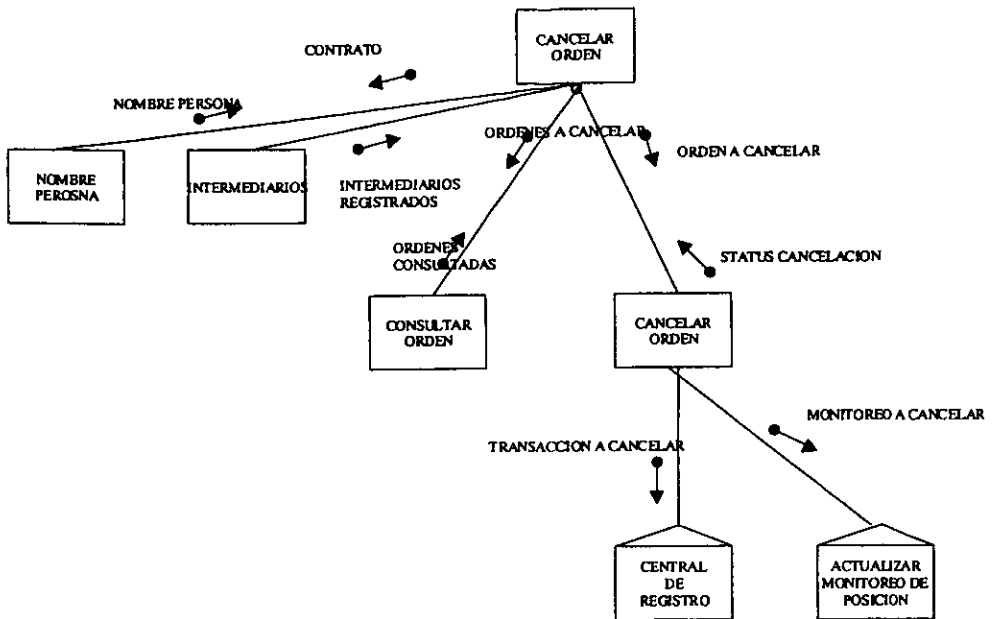 CANCELAR
ORDEN
CONTRATO
NOMBRE PERSONA
ORDENES A CANCELAR
ORDEN A CANCELAR
NOMBRE
PEROSNA
INTERMEDIARIOS
INTERMEDIARIOS
REGISTRADOS
ORDENES
CONSULTADAS
STATUS CANCELACION
CONSULTAR
ORDEN
CANCELAR
ORDEN
MONITOREO A CANCELAR
TRANSACCION A CANCELAR
CENTRAL
DE
REGISTRO
ACTUALIZAR
MONITOREO DE
POSICION